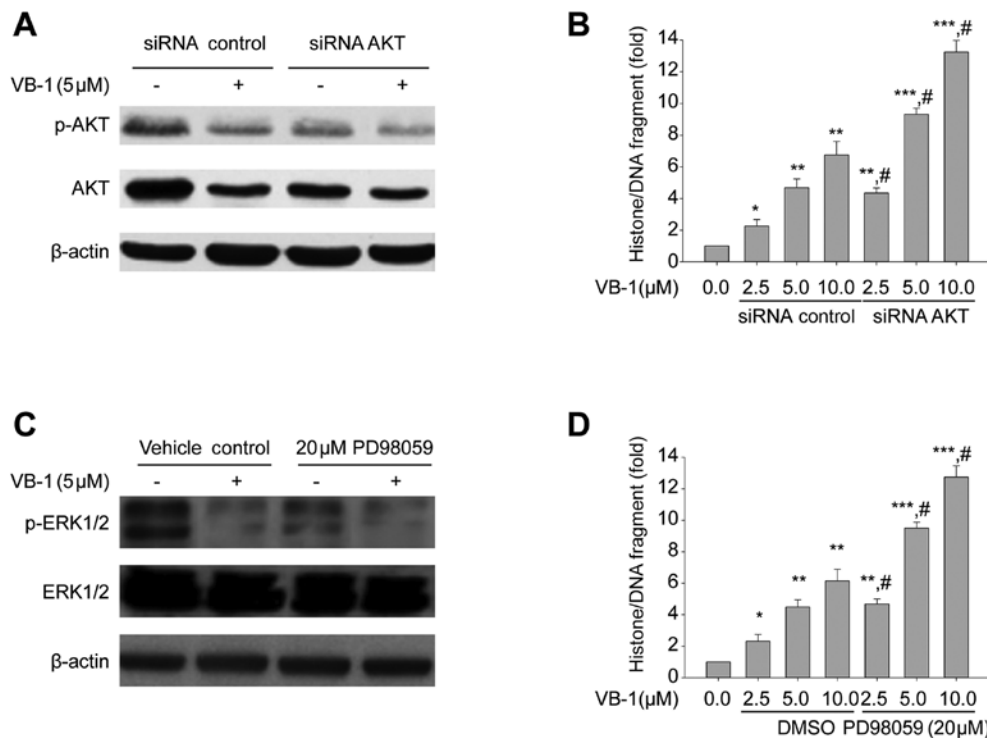 A
siRNA control siRNA AKT
VB-1 (5µM) - + - +
p-AKT
AKT
β-actin
B
Histone/DNA fragment (fold)
14
12
10
8
6
4
2
0
* ** ** **,# ***,# ***,#
VB-1(µM) 0.0 2.5 5.0 10.0 2.5 5.0 10.0
siRNA control siRNA AKT
C
Vehicle control 20µM PD98059
VB-1 (5µM) - + - +
p-ERK1/2
ERK1/2
β-actin
D
Histone/DNA fragment (fold)
14
12
10
8
6
4
2
0
* ** ** **,# ***,# ***,#
VB-1(µM) 0.0 2.5 5.0 10.0 2.5 5.0 10.0
DMSO PD98059 (20µM)